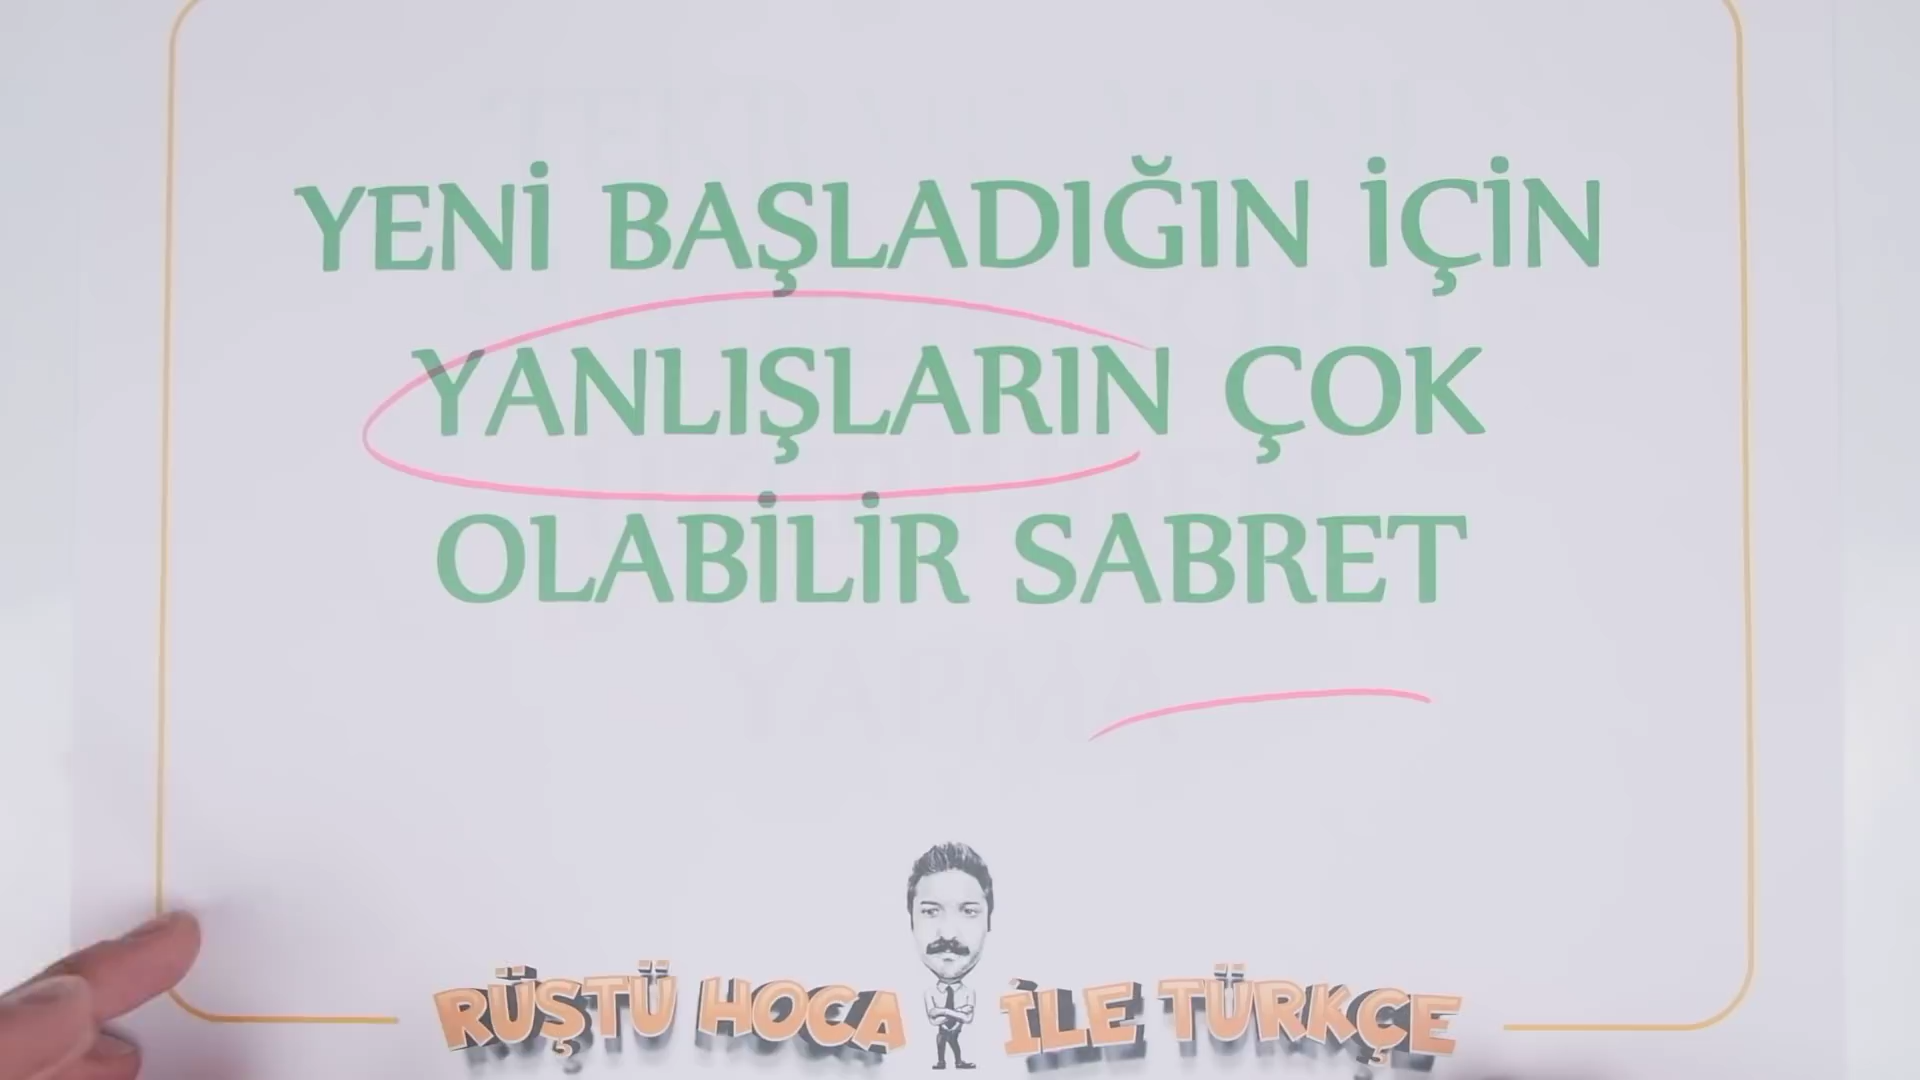 YENİ BAŞLADIĞIN İÇİN
YANLIŞLARIN ÇOK
OLABİLİR SABRET
RÜŞTÜ HOCA İLE TÜRKÇE